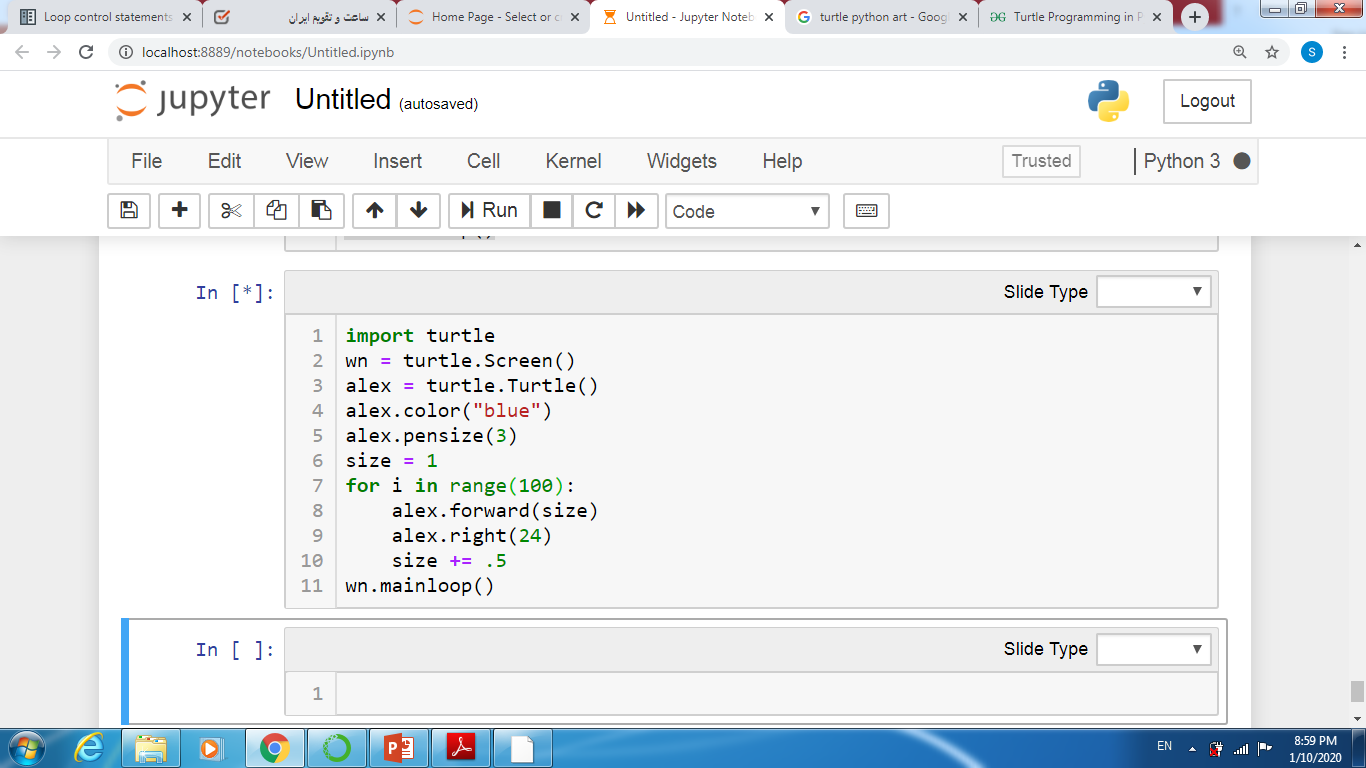 Loop control statements
ساعت و تقویم ایران
Home Page - Select or c
Untitled - Jupyter Noteb
turtle python art - Googl
GG Turtle Programming in P
localhost:8889/notebooks/Untitled.ipynb
S
jupyter Untitled (autosaved)
Logout
File Edit View Insert Cell Kernel Widgets Help
Trusted
Python 3
Run
Code
In [*]:
Slide Type
1 import turtle
2 wn = turtle.Screen()
3 alex = turtle.Turtle()
4 alex.color("blue")
5 alex.pensize(3)
6 size = 1
7 for i in range(100):
8     alex.forward(size)
9     alex.right(24)
10     size += .5
11 wn.mainloop()
In [ ]:
Slide Type
1
EN
8:59 PM
1/10/2020